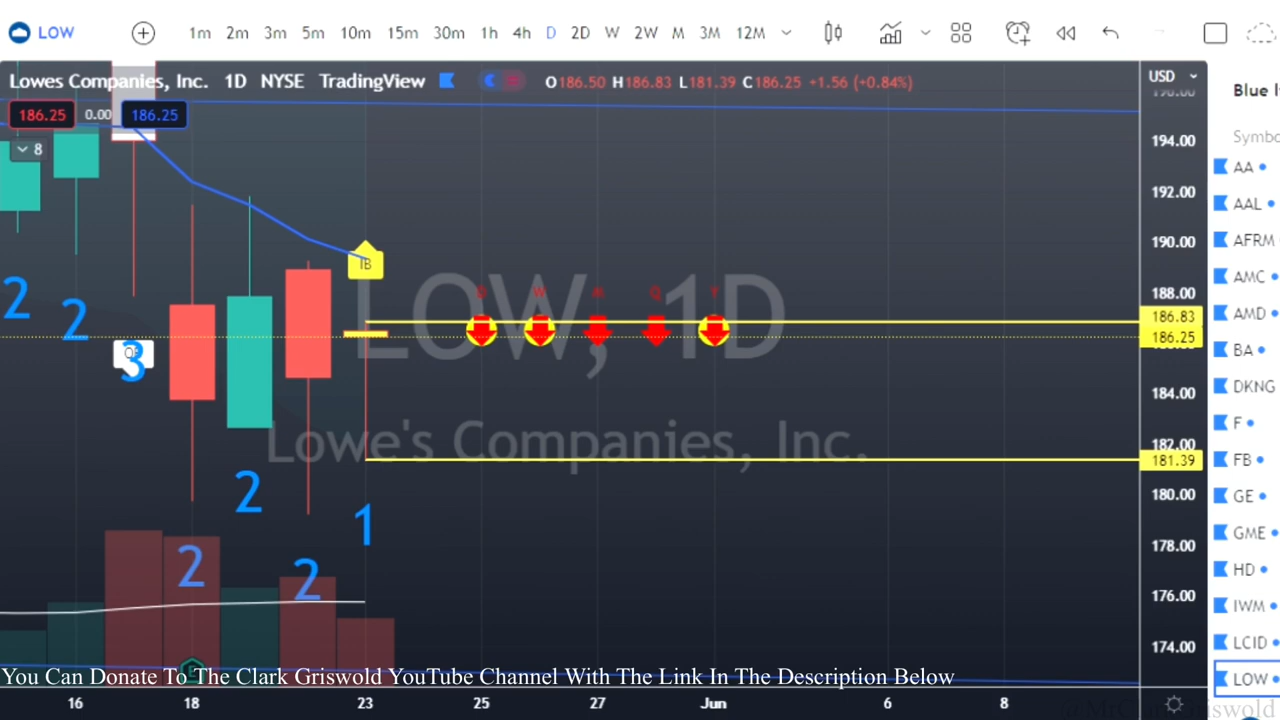 LOW 1m 2m 3m 5m 10m 15m 30m 1h 4h D 2D W 2W M 3M 12M
Lowes Companies, Inc. 1D NYSE TradingView O186.50 H186.83 L181.39 C186.25 +1.56 (+0.84%)
USD
Blue
186.25 0.00 186.25
8
194.00
192.00
190.00
188.00
186.83
186.25
184.00
182.00
181.39
180.00
178.00
176.00
174.00
LOW, 1D
Lowe's Companies, Inc.
2
2
3
2
2
2
1
Symbo
AA
AAL
AFRM
AMC
AMD
BA
DKNG
F
FB
GE
GME
HD
IWM
LCID
LOW
You Can Donate To The Clark Griswold YouTube Channel With The Link In The Description Below
16 18 23 25 27 Jun 6 8